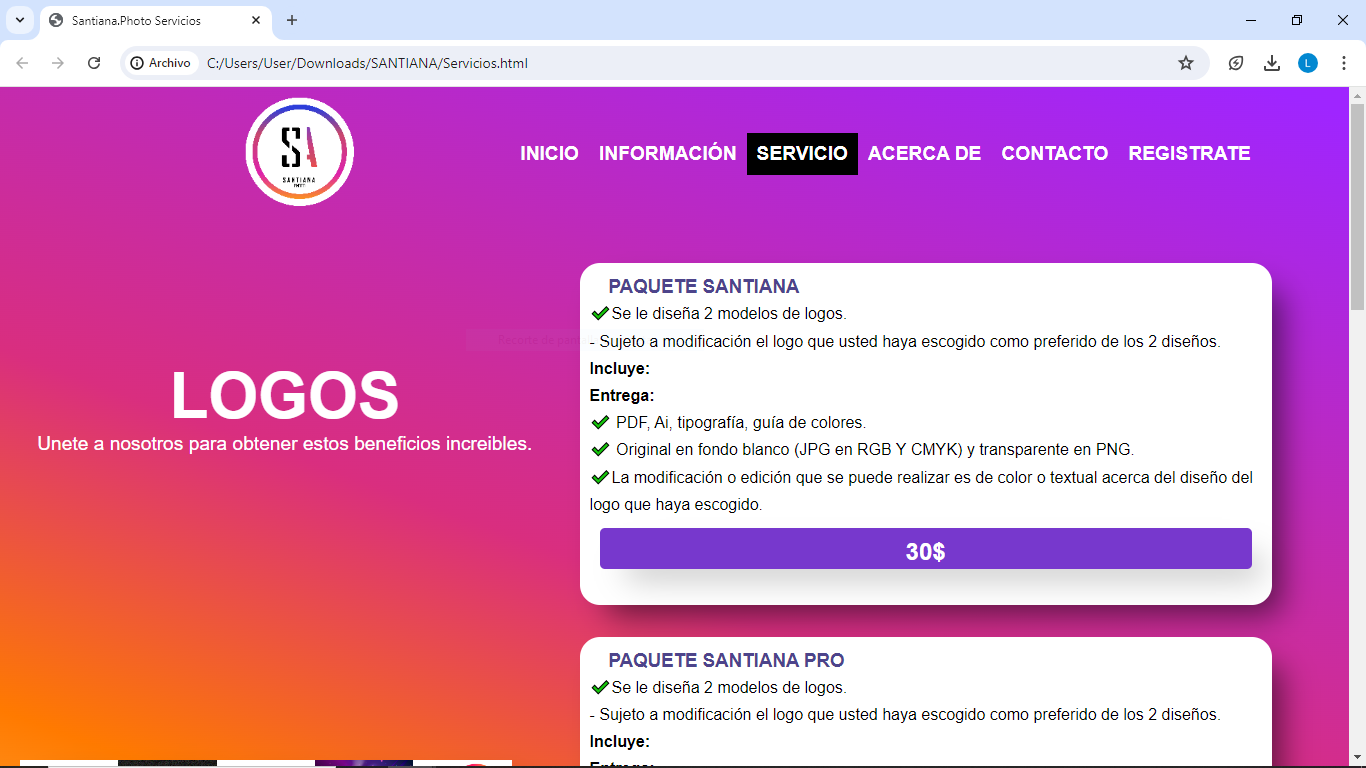 Santiana.Photo Servicios
Archivo
C:/Users/User/Downloads/SANTIANA/Servicios.html
L
SA
SANTIANA
INICIO INFORMACIÓN SERVICIO ACERCA DE CONTACTO REGISTRATE
LOGOS
Unete a nosotros para obtener estos beneficios increibles.
PAQUETE SANTIANA
Se le diseña 2 modelos de logos.
- Sujeto a modificación el logo que usted haya escogido como preferido de los 2 diseños.
Incluye:
Entrega:
PDF, Ai, tipografía, guía de colores.
Original en fondo blanco (JPG en RGB Y CMYK) y transparente en PNG.
La modificación o edición que se puede realizar es de color o textual acerca del diseño del
logo que haya escogido.
30$
PAQUETE SANTIANA PRO
Se le diseña 2 modelos de logos.
- Sujeto a modificación el logo que usted haya escogido como preferido de los 2 diseños.
Incluye:
Entrega: